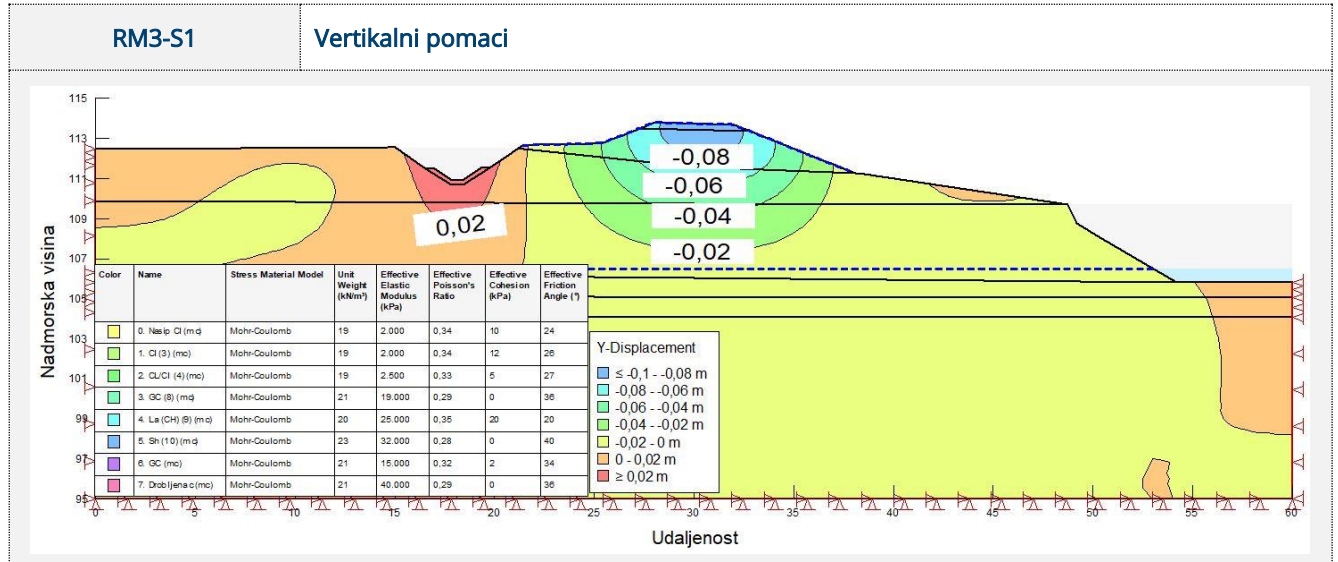 RM3-S1
Vertikalni pomaci
115
113
111
109
107
105
103
101
99
97
95
Nadmorska visina
-0,08
-0,06
-0,04
-0,02
0,02
Color Name Stress Material Model Unit Weight (kN/m³) Effective Elastic Modulus (kPa) Effective Poisson's Ratio Effective Cohesion (kPa) Effective Friction Angle (°)
0. Nasip CI (mc) Mohr-Coulomb 19 2.000 0,34 10 24
1. CI (3) (mc) Mohr-Coulomb 19 2.000 0,34 12 26
2. CL/CI (4) (mc) Mohr-Coulomb 19 2.500 0,33 5 27
3. GC (8) (mc) Mohr-Coulomb 21 19.000 0,29 0 36
4. La (CH) (9) (mc) Mohr-Coulomb 20 25.000 0,35 20 20
5. Sh (10) (mc) Mohr-Coulomb 23 32.000 0,28 0 40
6. GC (mc) Mohr-Coulomb 21 15.000 0,32 2 34
7. Drobljenac (mc) Mohr-Coulomb 21 40.000 0,29 0 36
Y-Displacement
≤ -0,1 - -0,08 m
-0,08 - -0,06 m
-0,06 - -0,04 m
-0,04 - -0,02 m
-0,02 - 0 m
0 - 0,02 m
≥ 0,02 m
0 5 10 15 20 25 30 35 40 45 50 55 60
Udaljenost